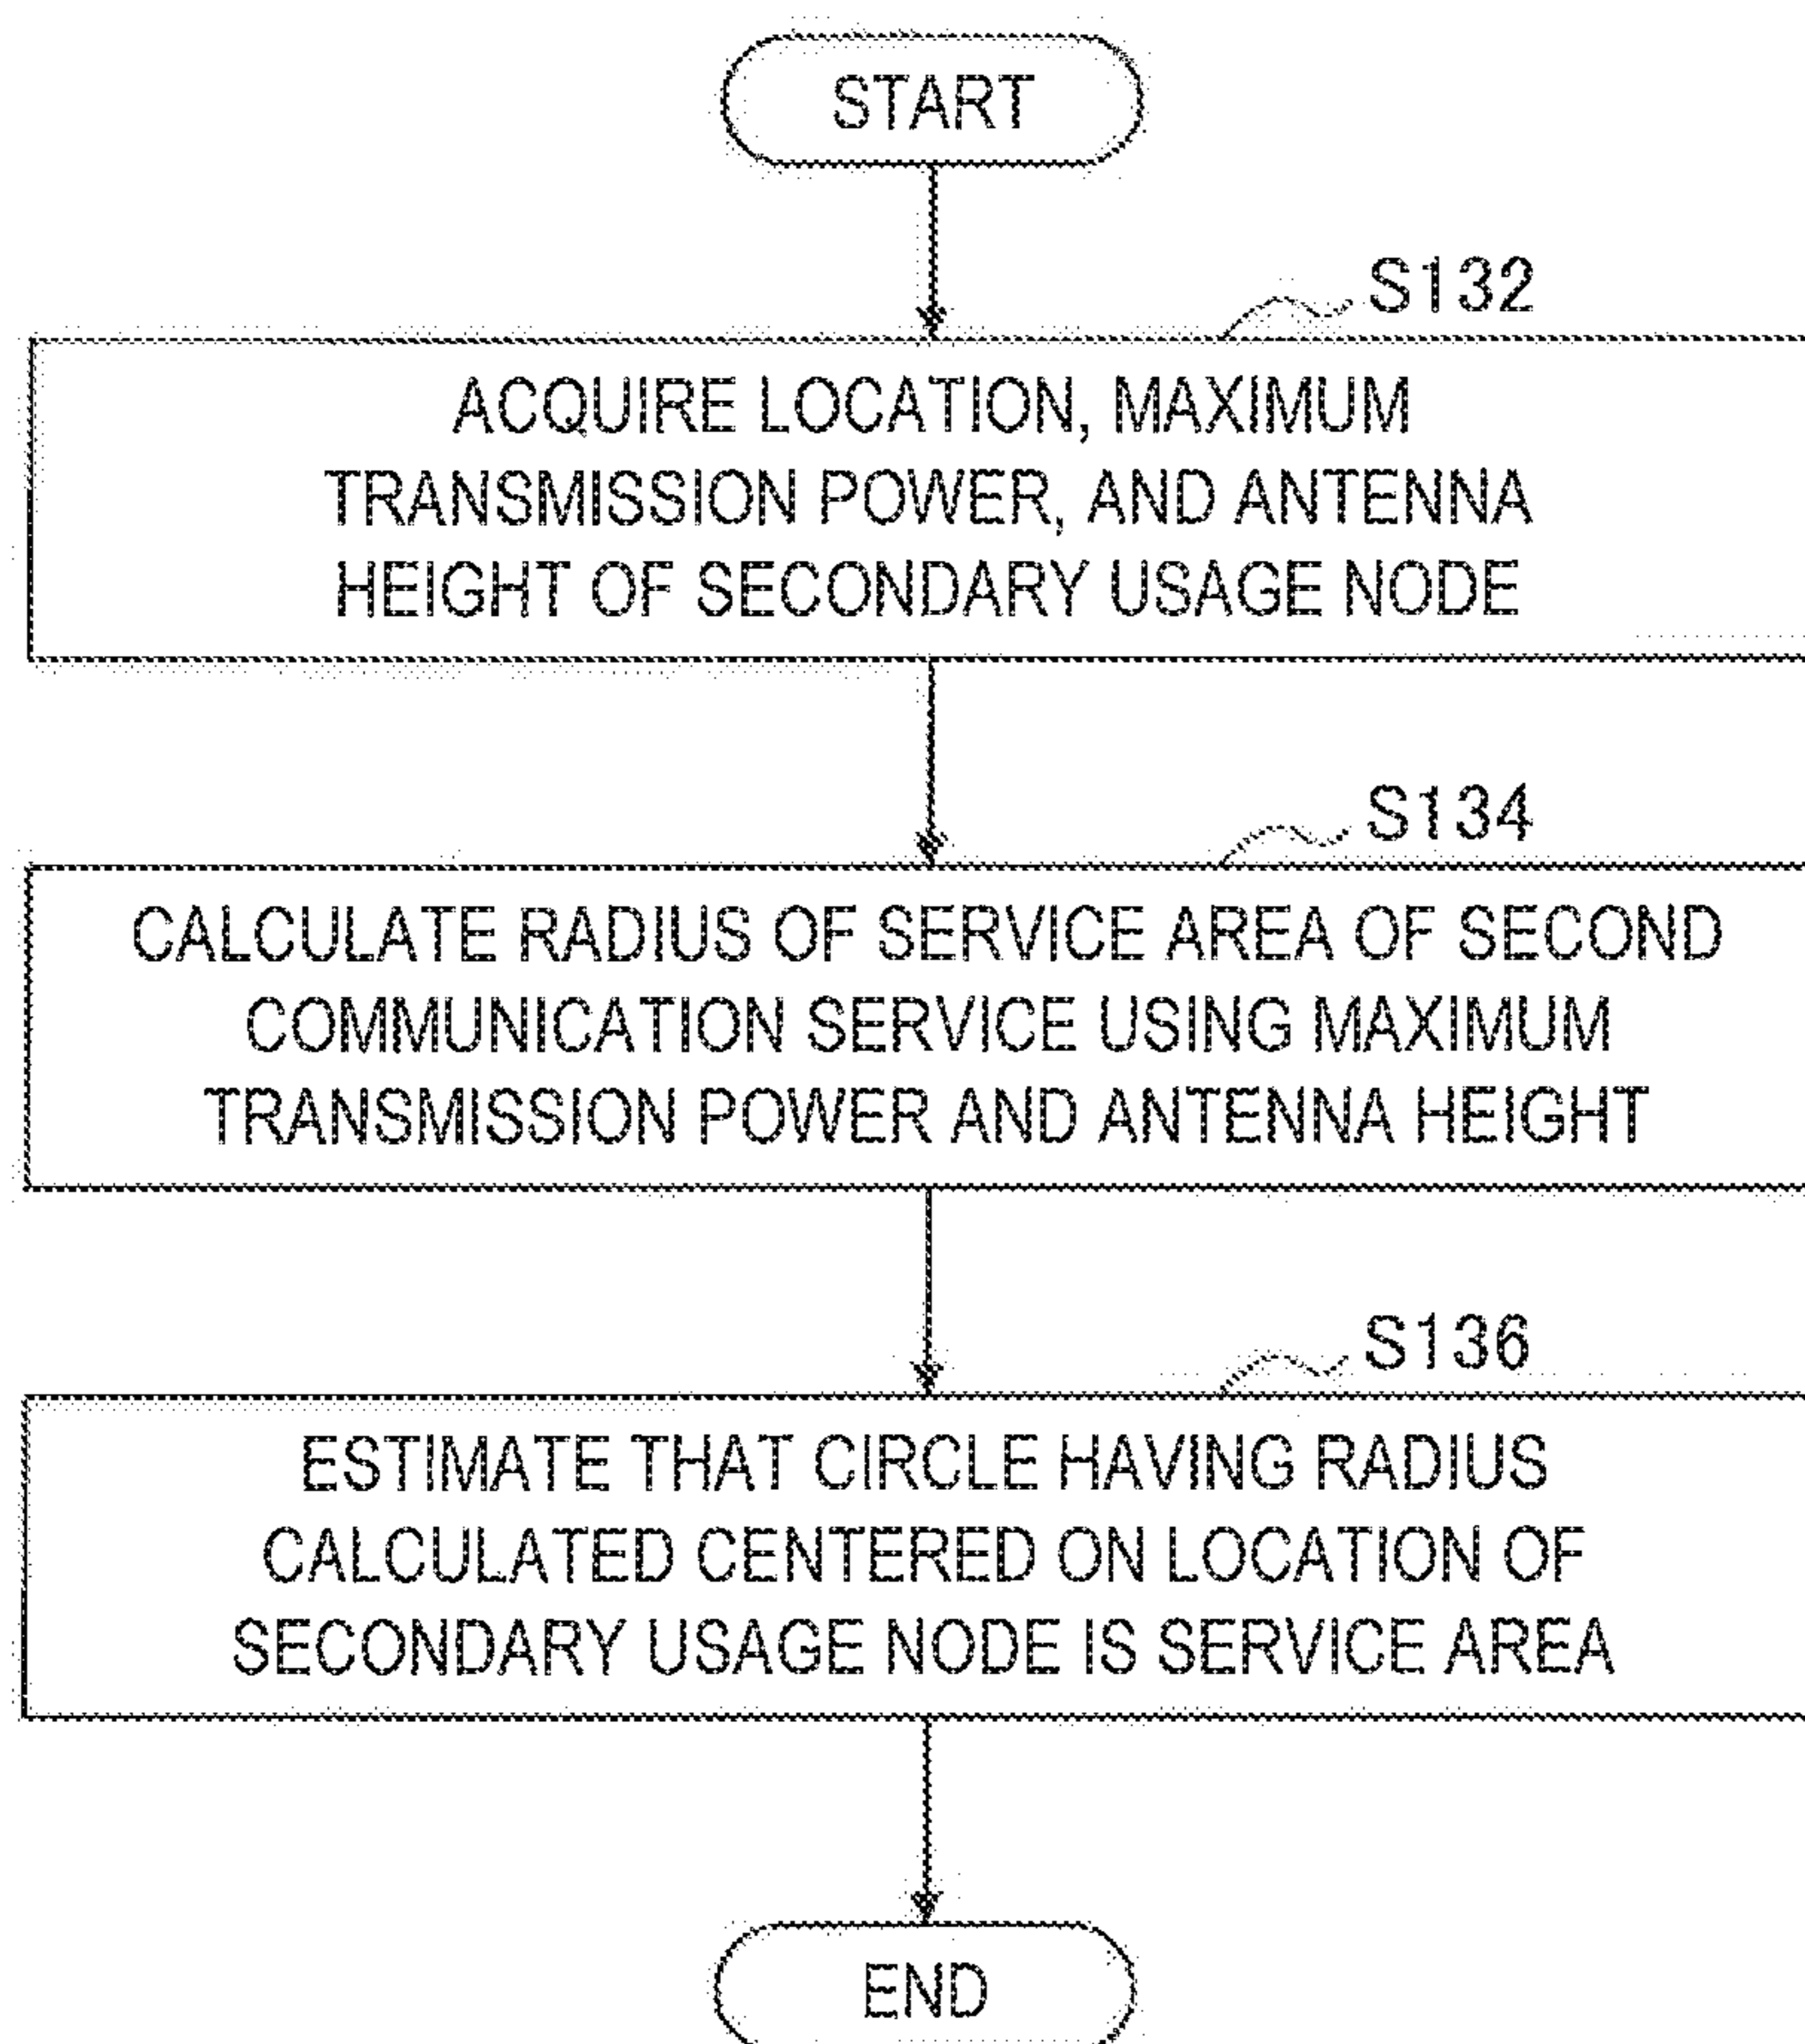 START
S132
ACQUIRE LOCATION, MAXIMUM
TRANSMISSION POWER, AND ANTENNA
HEIGHT OF SECONDARY USAGE NODE
S134
CALCULATE RADIUS OF SERVICE AREA OF SECOND
COMMUNICATION SERVICE USING MAXIMUM
TRANSMISSION POWER AND ANTENNA HEIGHT
S136
ESTIMATE THAT CIRCLE HAVING RADIUS
CALCULATED CENTERED ON LOCATION OF
SECONDARY USAGE NODE IS SERVICE AREA
END